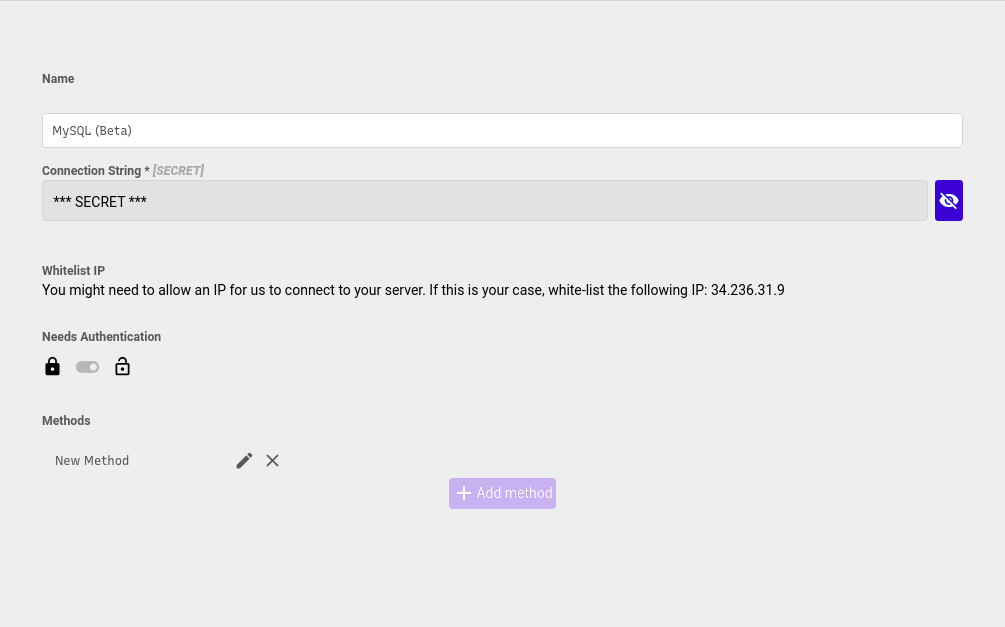 Name
MySQL (Beta)
Connection String * [SECRET]
*** SECRET ***
Whitelist IP
You might need to allow an IP for us to connect to your server. If this is your case, white-list the following IP: 34.236.31.9
Needs Authentication
Methods
New Method
Add method